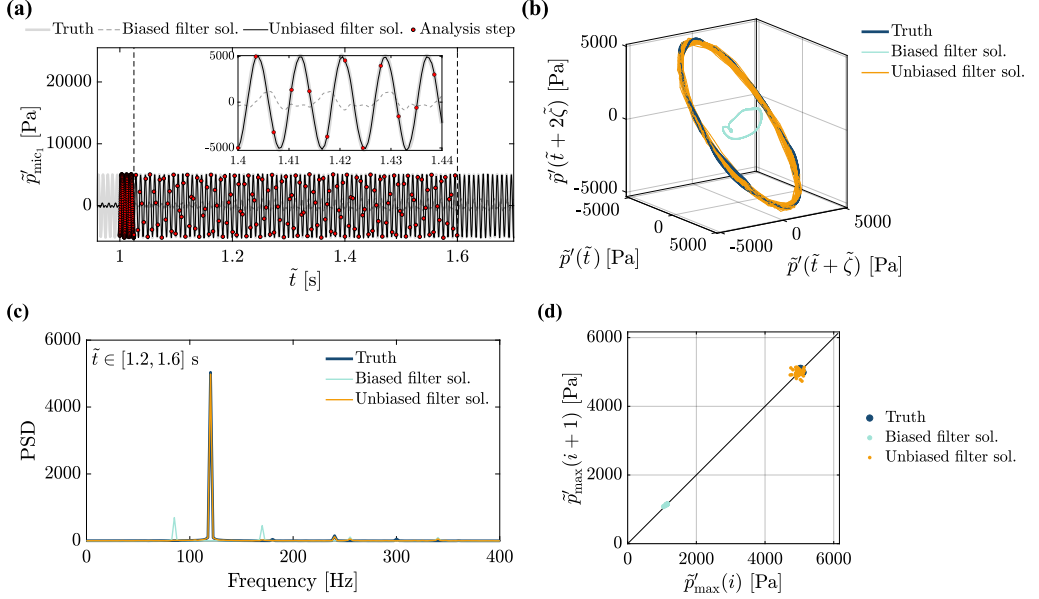 (a)
Truth Biased filter sol. Unbiased filter sol. Analysis step
20000
10000
0
p̃′mic₁ [Pa]
5000
0
-5000
1.4 1.41 1.42 1.43 1.44
1 1.2 1.4 1.6
t̃ [s]
(b)
Truth
Biased filter sol.
Unbiased filter sol.
5000
0
-5000
p̃′(t̃ + 2ζ̃) [Pa]
-5000 0 5000
p̃′(t̃) [Pa]
-5000 0 5000
p̃′(t̃ + ζ̃) [Pa]
(c)
t̃ ∈ [1.2, 1.6] s
Truth
Biased filter sol.
Unbiased filter sol.
6000
4000
2000
0
PSD
0 100 200 300 400
Frequency [Hz]
(d)
6000
4000
2000
0
p̃′max(i + 1) [Pa]
0 2000 4000 6000
p̃′max(i) [Pa]
Truth
Biased filter sol.
Unbiased filter sol.